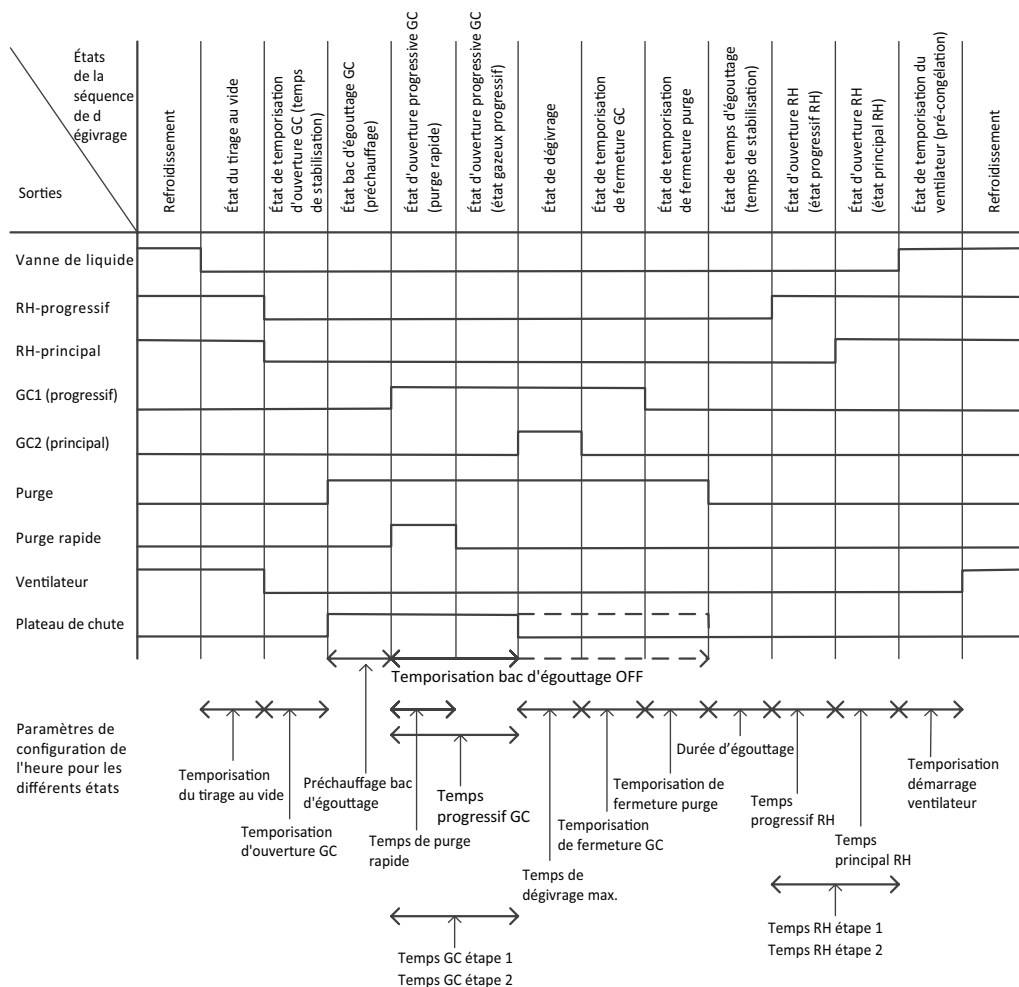 États
de la
séquence
de d
égivrage
Sorties
Refroidissement
État du tirage au vide
État de temporisation
d'ouverture GC (temps
de stabilisation)
État bac d'égouttage GC
(préchauffage)
État d'ouverture progressive GC
(purge rapide)
État d'ouverture progressive GC
(état gazeux progressif)
État de dégivrage
État de temporisation
de fermeture GC
État de temporisation
de fermeture purge
État de temps d'égouttage
(temps de stabilisation)
État d'ouverture RH
(état progressif RH)
État d'ouverture RH
(état principal RH)
État de temporisation du
ventilateur (pré-congélation)
Refroidissement
Vanne de liquide
RH-progressif
RH-principal
GC1 (progressif)
GC2 (principal)
Purge
Purge rapide
Ventilateur
Plateau de chute
Temporisation bac d'égouttage OFF
Paramètres de
configuration de
l'heure pour les
différents états
Temporisation
du tirage au vide
Temporisation
d'ouverture GC
Préchauffage bac
d'égouttage
Temps de purge
rapide
Temps
progressif GC
Temps GC étape 1
Temps GC étape 2
Temps de
dégivrage max.
Temporisation
de fermeture GC
Temporisation de
fermeture purge
Durée d’égouttage
Temps
progressif RH
Temps
principal RH
Temps RH étape 1
Temps RH étape 2
Temporisation
démarrage
ventilateur